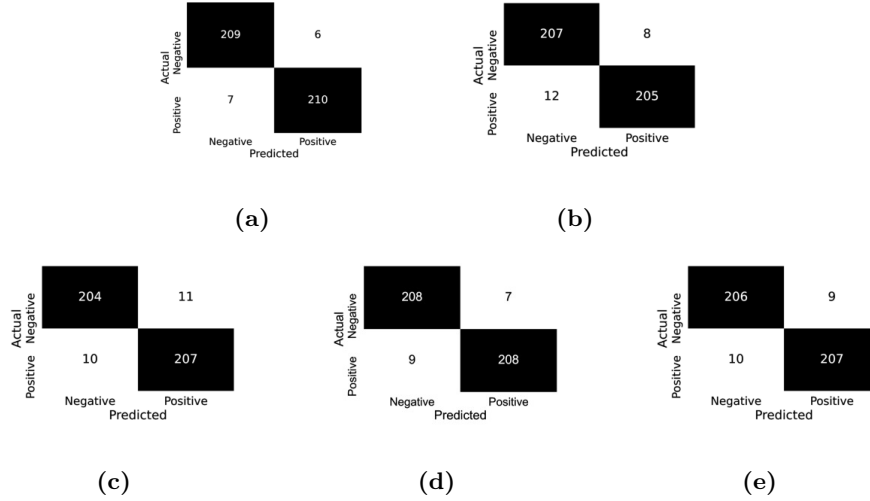 209 6
7 210
Actual
Negative
Positive
Negative Positive
Predicted
(a)
207 8
12 205
Actual
Negative
Positive
Negative Positive
Predicted
(b)
204 11
10 207
Actual
Negative
Positive
Negative Positive
Predicted
(c)
208 7
9 208
Actual
Negative
Positive
Negative Positive
Predicted
(d)
206 9
10 207
Actual
Negative
Positive
Negative Positive
Predicted
(e)